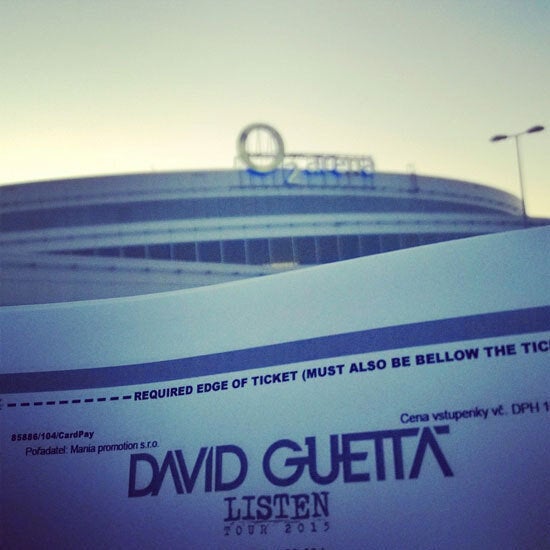 O2 arena
REQUIRED EDGE OF TICKET (MUST ALSO BE BELLOW THE TIC
85886/104/CardPay
Pořadatel: Mania promotion s.r.o.
Cena vstupenky vč. DPH 1
DAVID GUETTA
LISTEN
TOUR 2015